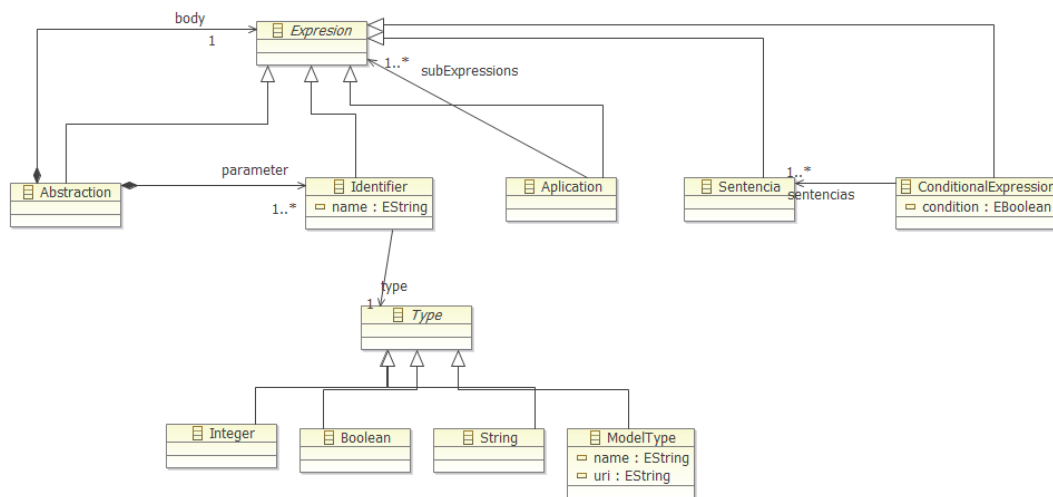 body
Expresion
1
1..*
subExpressions
parameter
Abstraction
Identifier
Aplication
Sentencia
1..*
ConditionalExpression
1..*
name : EString
sentencias
condition : EBoolean
type
1
Type
Integer
Boolean
String
ModelType
name : EString
uri : EString